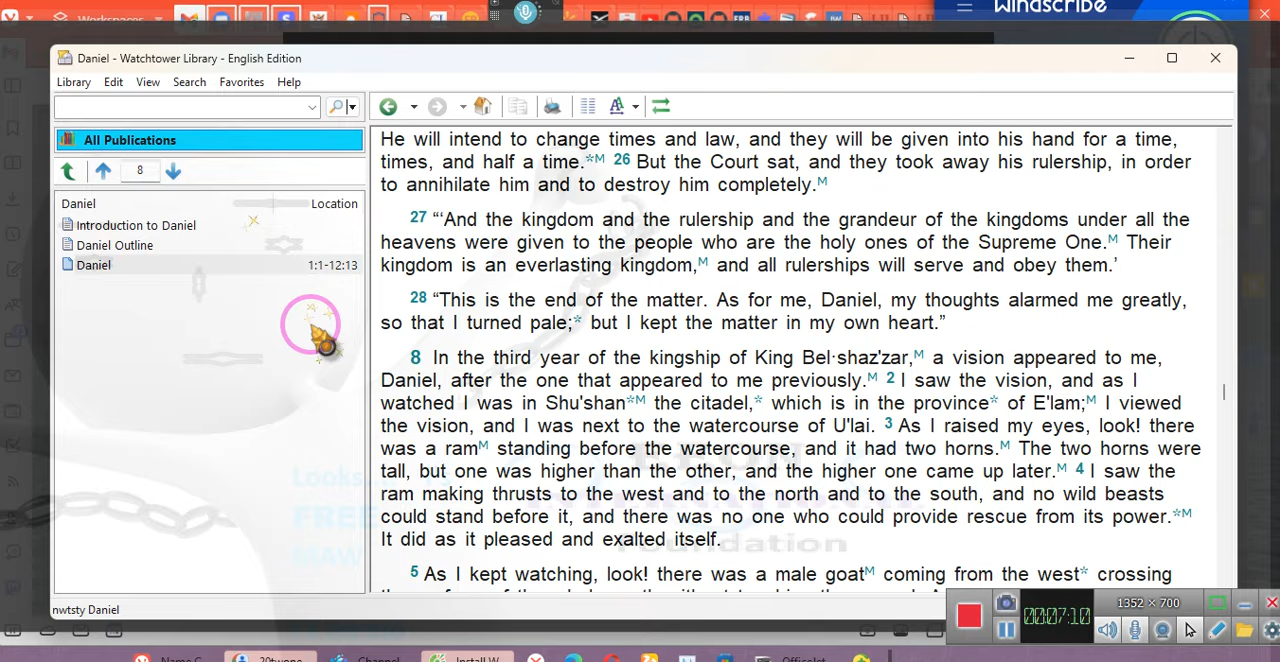 Workspaces
Windscribe
Daniel - Watchtower Library - English Edition
Library Edit View Search Favorites Help
All Publications
8
Daniel Location
Introduction to Daniel
Daniel Outline
Daniel 1:1-12:13
He will intend to change times and law, and they will be given into his hand for a time,
times, and half a time.*M 26 But the Court sat, and they took away his rulership, in order
to annihilate him and to destroy him completely.M
27 “‘And the kingdom and the rulership and the grandeur of the kingdoms under all the
heavens were given to the people who are the holy ones of the Supreme One.M Their
kingdom is an everlasting kingdom,M and all rulerships will serve and obey them.’
28 “This is the end of the matter. As for me, Daniel, my thoughts alarmed me greatly,
so that I turned pale;* but I kept the matter in my own heart.”
8 In the third year of the kingship of King Bel·shaz'zar,M a vision appeared to me,
Daniel, after the one that appeared to me previously.M 2 I saw the vision, and as I
watched I was in Shu'shan*M the citadel,* which is in the province* of E'lam;M I viewed
the vision, and I was next to the watercourse of U'lai. 3 As I raised my eyes, look! there
was a ramM standing before the watercourse, and it had two horns.M The two horns were
tall, but one was higher than the other, and the higher one came up later.M 4 I saw the
ram making thrusts to the west and to the north and to the south, and no wild beasts
could stand before it, and there was no one who could provide rescue from its power.*M
It did as it pleased and exalted itself.
5 As I kept watching, look! there was a male goatM coming from the west* crossing
Looks...
FREE
Foundation
nwtsty Daniel
00:07:10
1352 × 700
Name C
20tvone
Channel
Install W